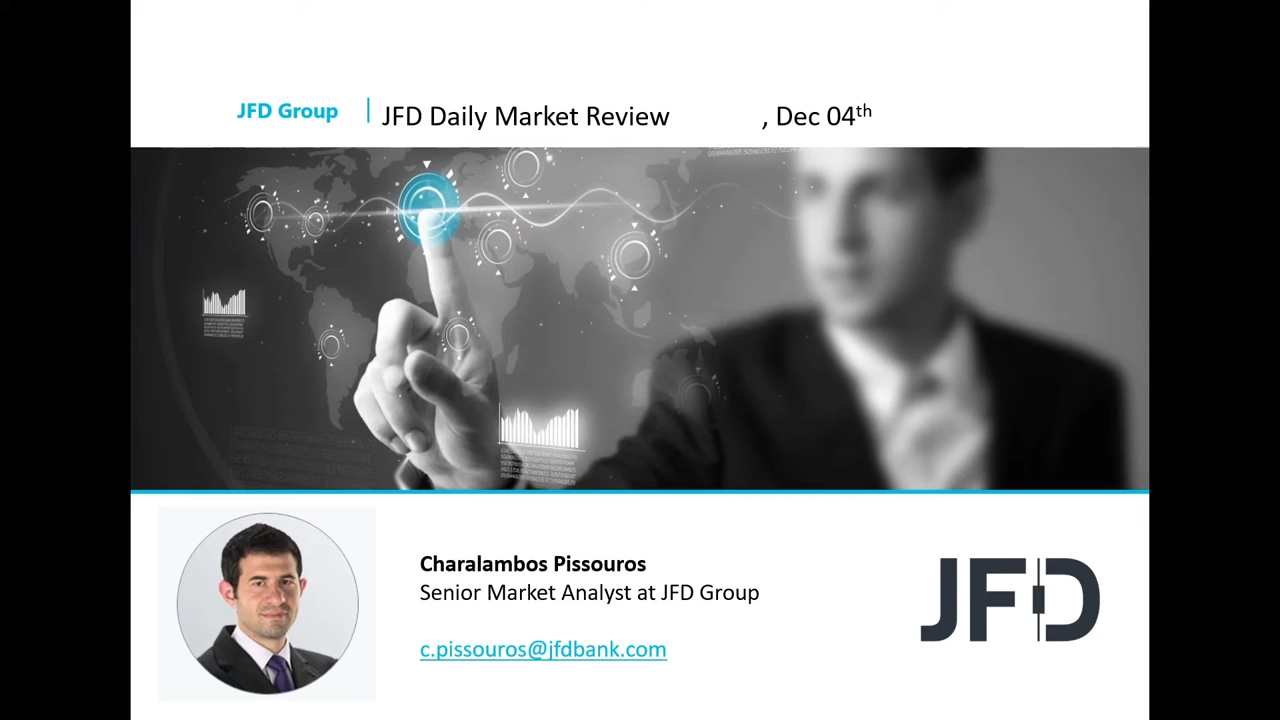 JFD Group
JFD Daily Market Review , Dec 04th
Charalambos Pissouros
Senior Market Analyst at JFD Group
c.pissouros@jfdbank.com
JFD